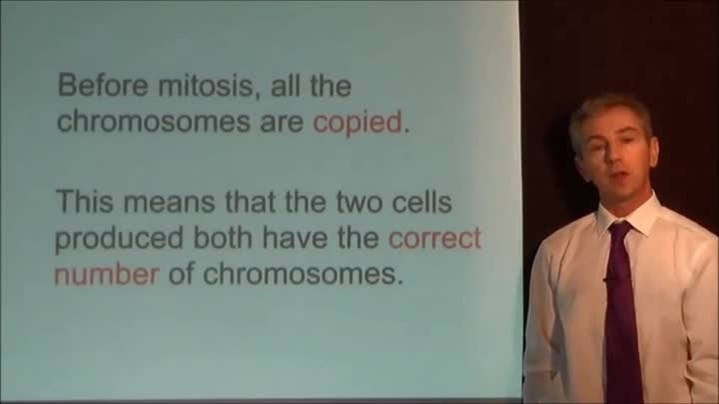 Before mitosis, all the
chromosomes are copied.
This means that the two cells
produced both have the correct
number of chromosomes.